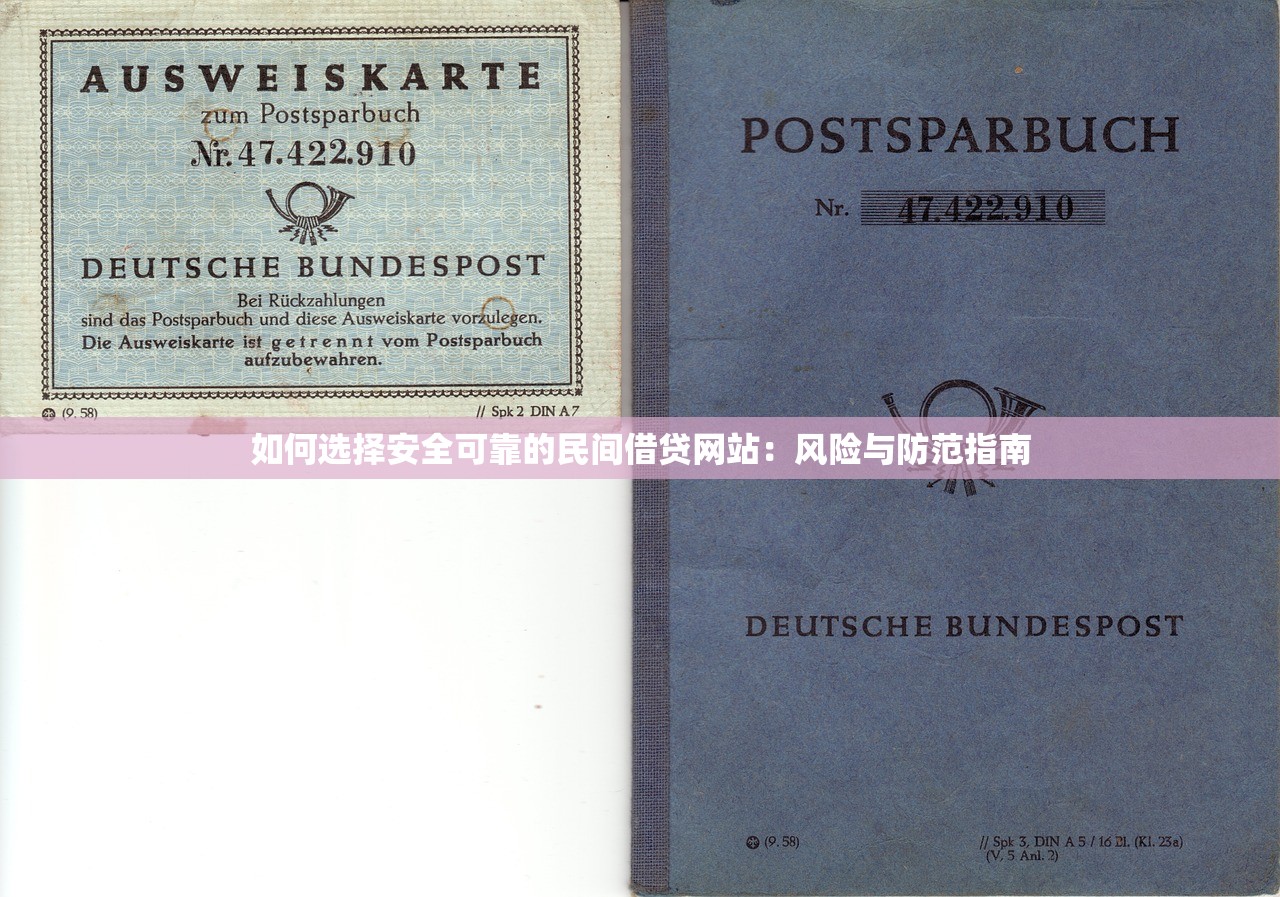 AUSWEISKARTE
zum Postsparbuch
Nr. 47.422.910
DEUTSCHE BUNDESPOST
Bei Rückzahlungen
sind das Postsparbuch und diese Ausweiskarte vorzulegen.
Die Ausweiskarte ist getrennt vom Postsparbuch
aufzubewahren.
(9. 58)
// Spk 2 DIN A 7
POSTSPARBUCH
Nr. 47.422.910
如何选择安全可靠的民间借贷网站：风险与防范指南
DEUTSCHE BUNDESPOST
(9. 58)
// Spk 3, DIN A 5 / 16 Bl. (Kl. 23a)
(V, 5 Anl. 2)